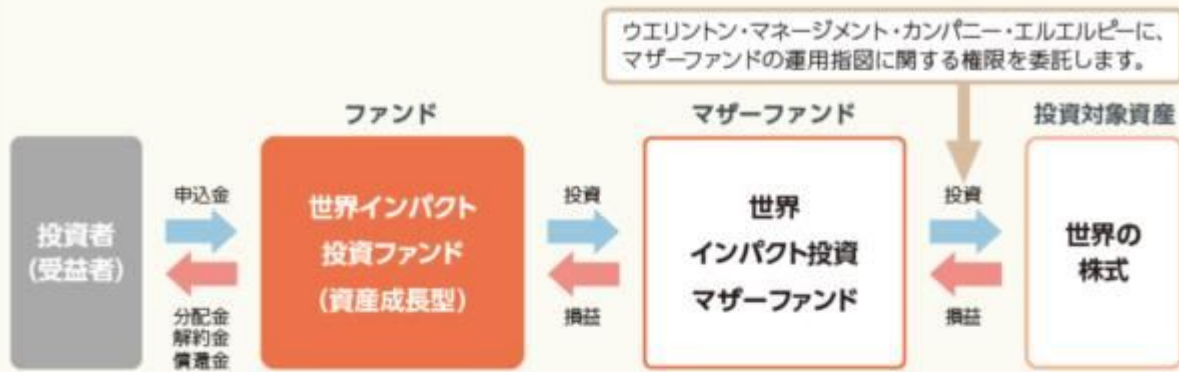 ウエリントン・マネージメント・カンパニー・エルエルピーに、
マザーファンドの運用指図に関する権限を委託します。
ファンド
マザーファンド
投資対象資産
投資者
(受益者)
申込金
分配金
解約金
償還金
世界インパクト
投資ファンド
(資産成長型)
投資
損益
世界
インパクト投資
マザーファンド
投資
損益
世界の
株式